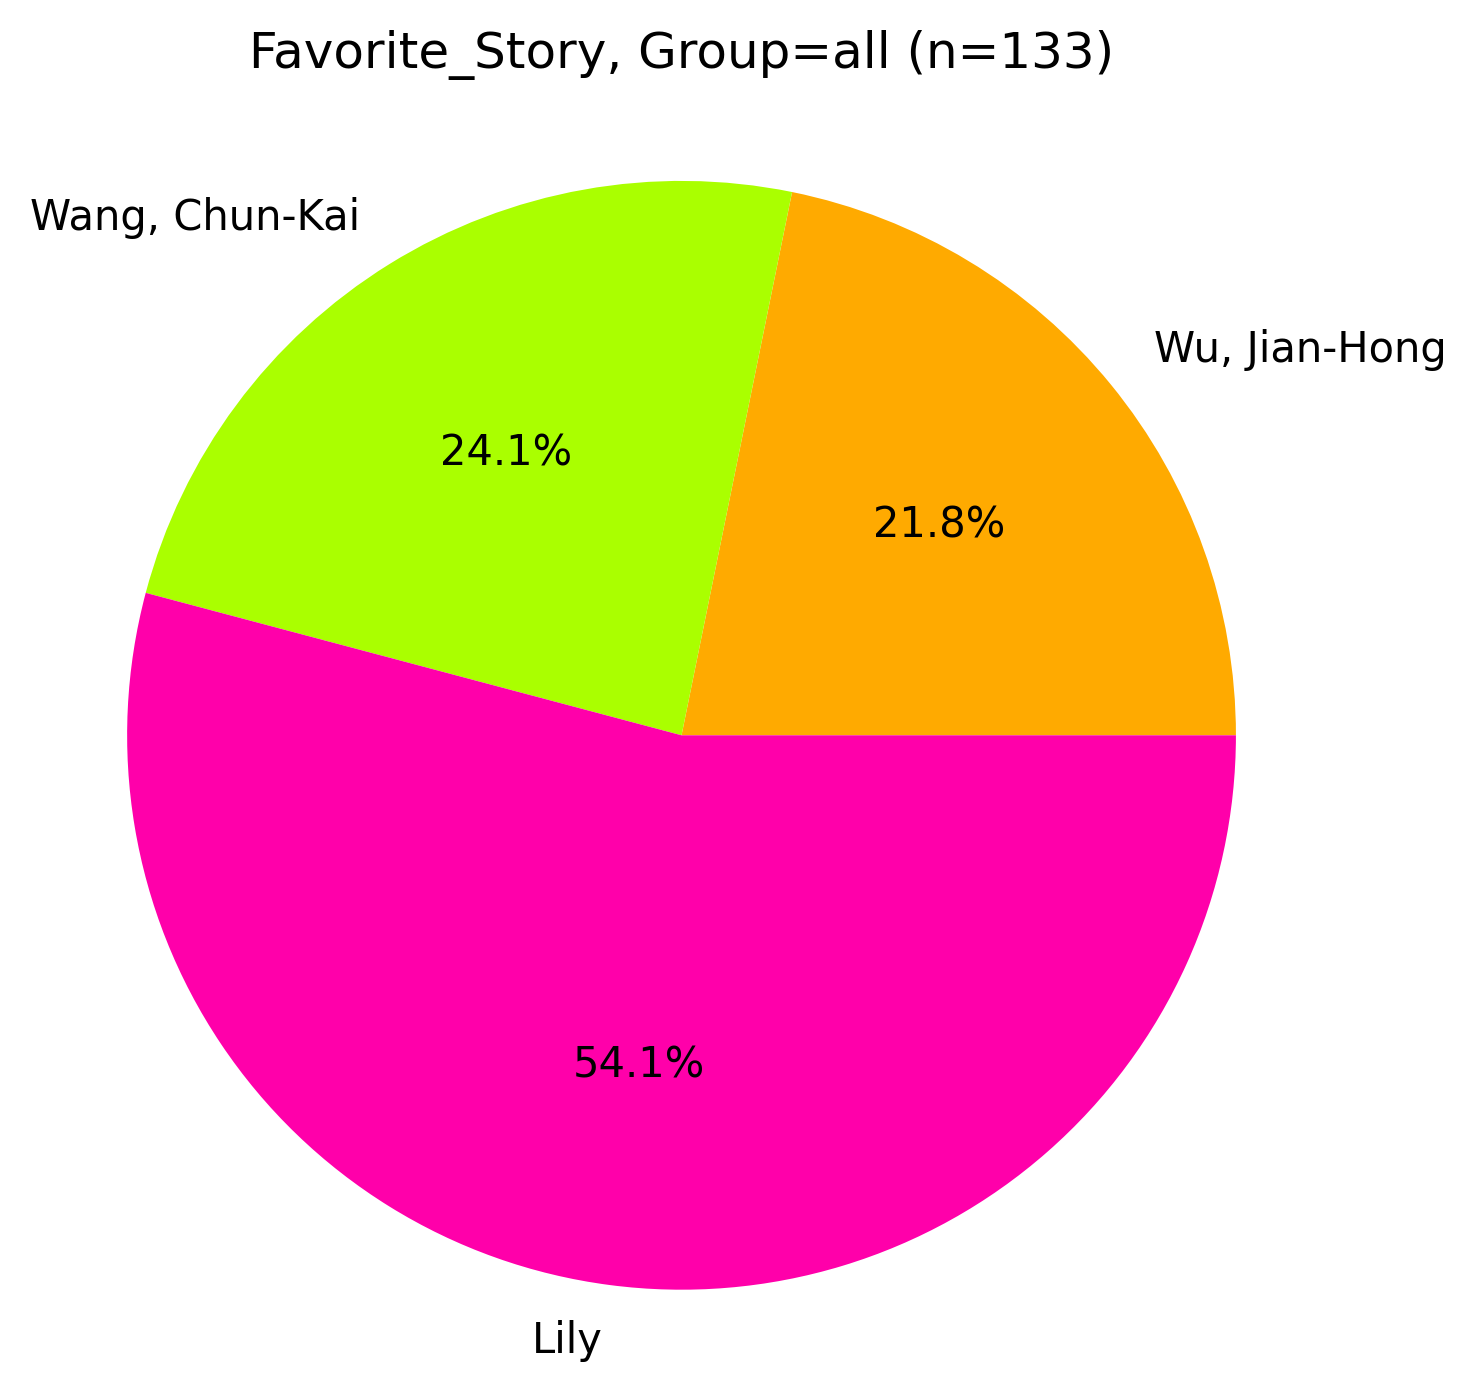 Favorite_Story, Group=all (n=133)
Wang, Chun-Kai
Wu, Jian-Hong
24.1%
21.8%
54.1%
Lily